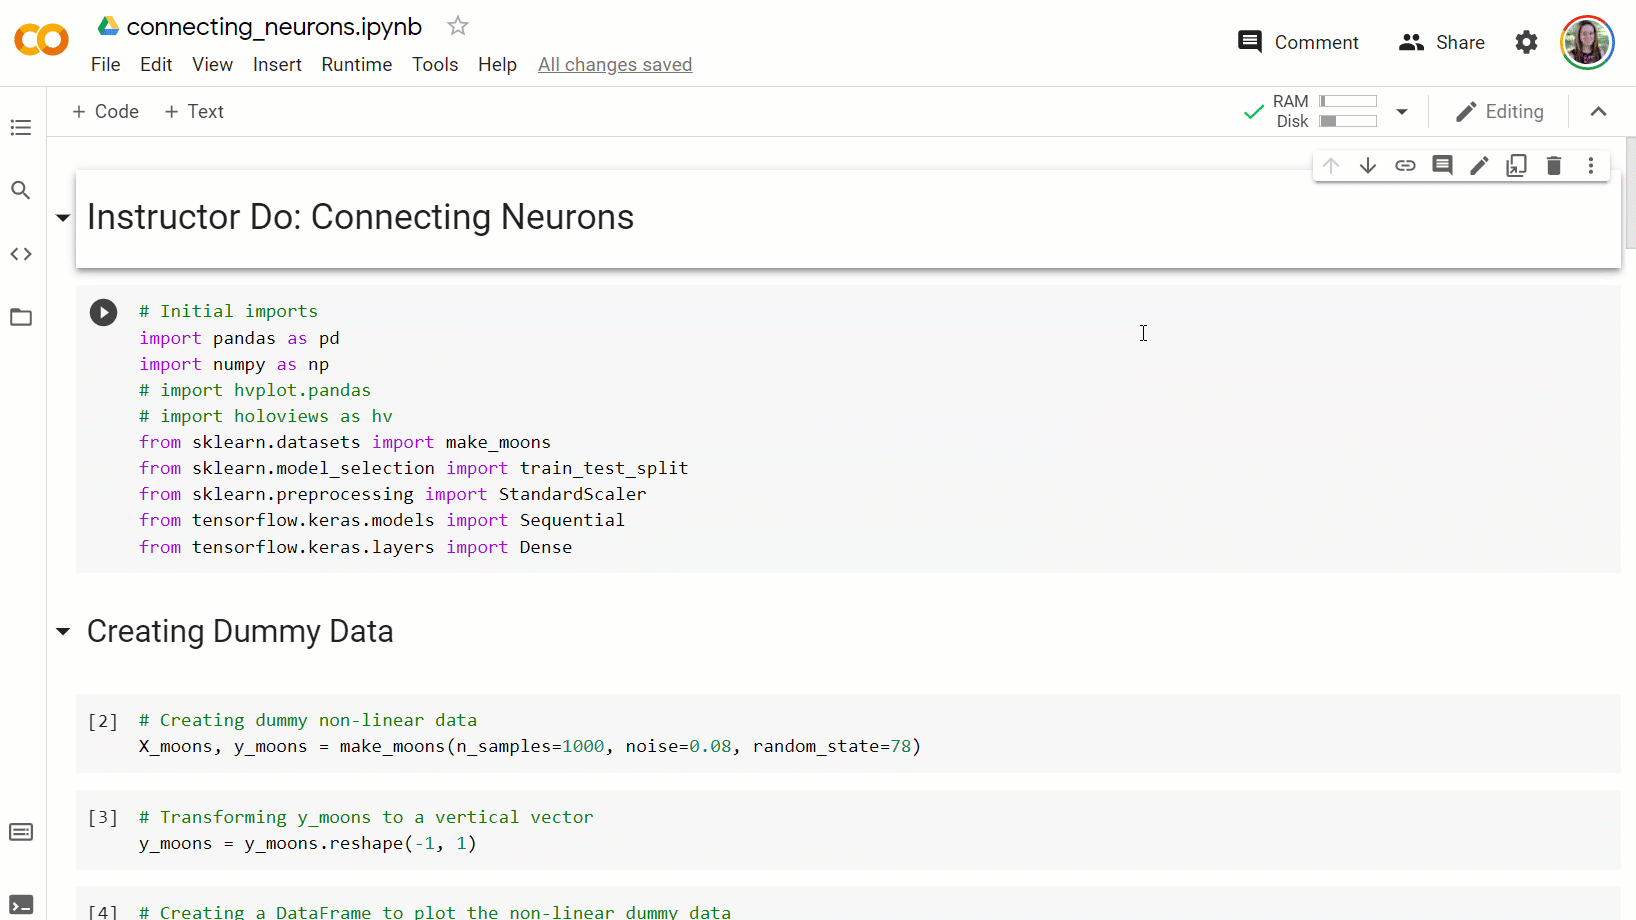 connecting_neurons.ipynb
File Edit View Insert Runtime Tools Help All changes saved
Comment Share
+ Code + Text
RAM
Disk
Editing
Instructor Do: Connecting Neurons
# Initial imports
import pandas as pd
import numpy as np
# import hvplot.pandas
# import holoviews as hv
from sklearn.datasets import make_moons
from sklearn.model_selection import train_test_split
from sklearn.preprocessing import StandardScaler
from tensorflow.keras.models import Sequential
from tensorflow.keras.layers import Dense
Creating Dummy Data
[2] # Creating dummy non-linear data
X_moons, y_moons = make_moons(n_samples=1000, noise=0.08, random_state=78)
[3] # Transforming y_moons to a vertical vector
y_moons = y_moons.reshape(-1, 1)
[4] # Creating a DataFrame to plot the non-linear dummy data